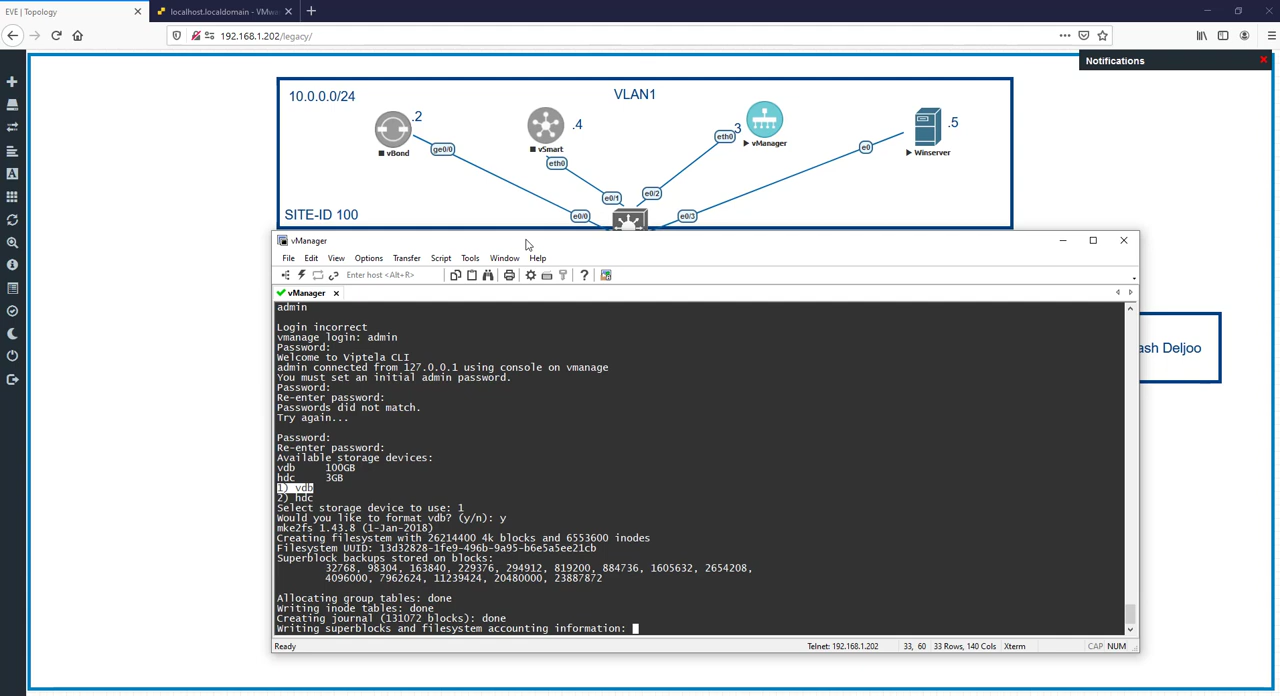 EVE | Topology
localhost.localdomain - VMwa
192.168.1.202/legacy/
Notifications
10.0.0.0/24
VLAN1
.2
.4
3
.5
vBond
vSmart
vManager
Winserver
ge0/0
eth0
eth0
e0
e0/0
e0/1
e0/2
e0/3
SITE-ID 100
ash Deljoo
vManager
File Edit View Options Transfer Script Tools Window Help
Enter host <Alt+R>
vManager
admin
Login incorrect
vmanage login: admin
Password:
Welcome to Viptela CLI
admin connected from 127.0.0.1 using console on vmanage
You must set an initial admin password.
Password:
Re-enter password:
Passwords did not match.
Try again...
Password:
Re-enter password:
Available storage devices:
vdb 100GB
hdc 3GB
1) vdb
2) hdc
Select storage device to use: 1
Would you like to format vdb? (y/n): y
mke2fs 1.43.8 (1-Jan-2018)
Creating filesystem with 26214400 4k blocks and 6553600 inodes
Filesystem UUID: 13d32828-1fe9-496b-9a95-b6e5a5ee21cb
Superblock backups stored on blocks:
32768, 98304, 163840, 229376, 294912, 819200, 884736, 1605632, 2654208,
4096000, 7962624, 11239424, 20480000, 23887872
Allocating group tables: done
Writing inode tables: done
Creating journal (131072 blocks): done
Writing superblocks and filesystem accounting information:
Ready
Telnet: 192.168.1.202 33, 60 33 Rows, 140 Cols Xterm CAP NUM